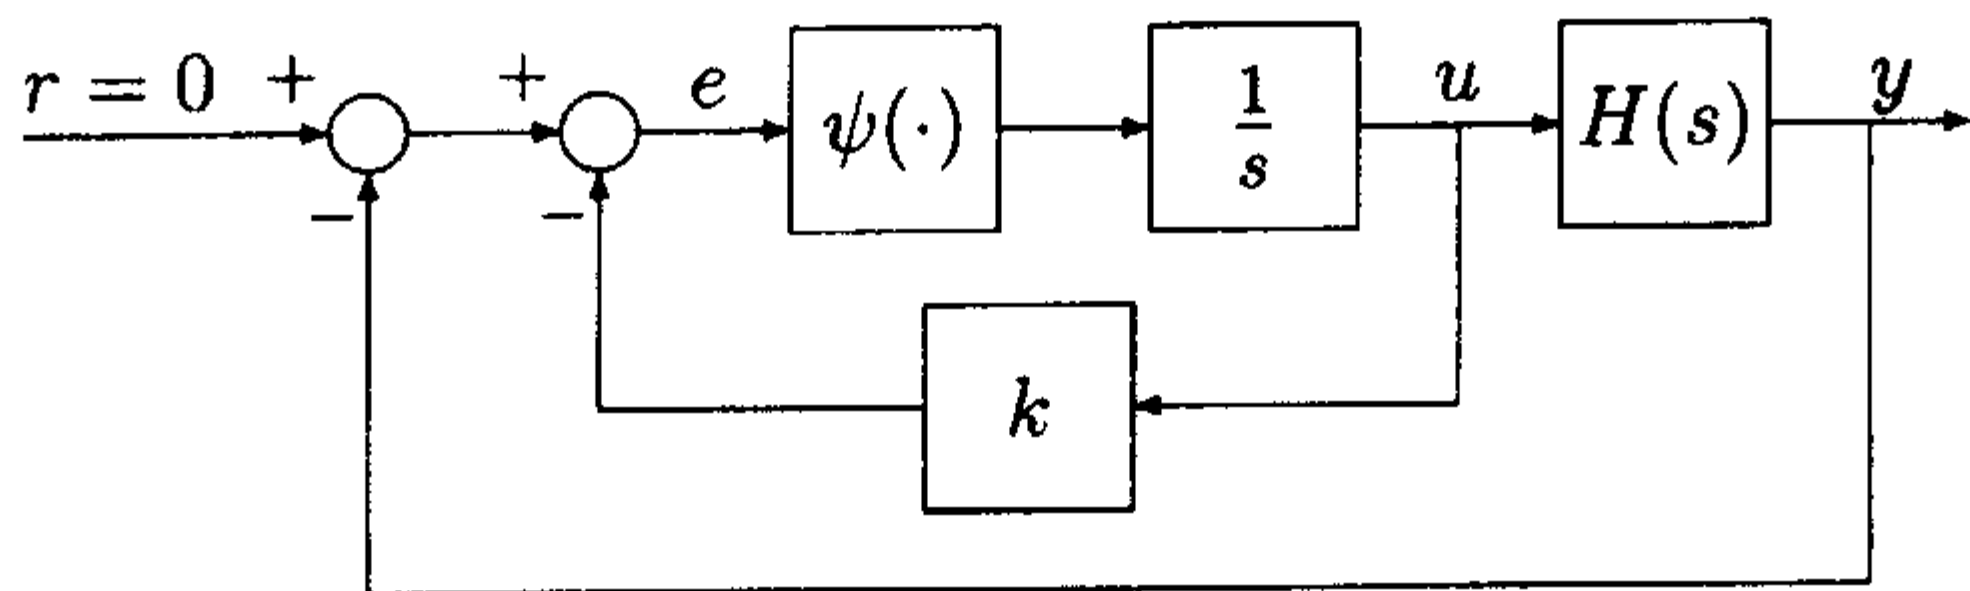 r = 0
+
−
+
−
e
ψ(·)
1
s
u
H(s)
y
k